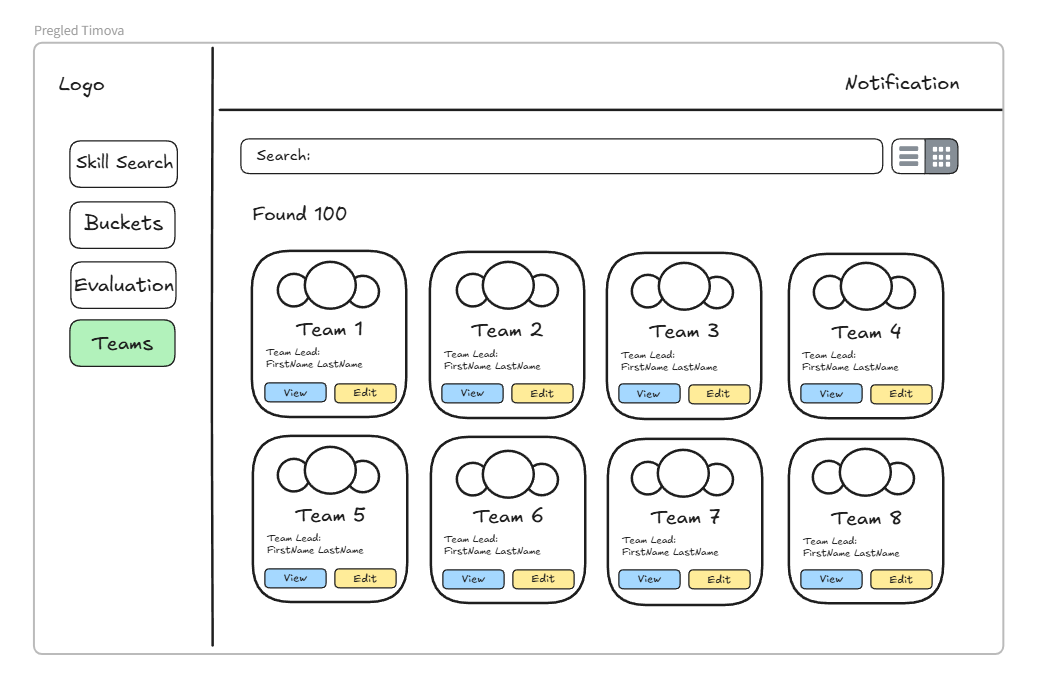 Pregled Timova
Logo
Notification
Skill Search
Buckets
Evaluation
Teams
Search:
Found 100
Team 1
Team Lead:
FirstName LastName
View
Edit
Team 2
Team Lead:
FirstName LastName
View
Edit
Team 3
Team Lead:
FirstName LastName
View
Edit
Team 4
Team Lead:
FirstName LastName
View
Edit
Team 5
Team Lead:
FirstName LastName
View
Edit
Team 6
Team Lead:
FirstName LastName
View
Edit
Team 7
Team Lead:
FirstName LastName
View
Edit
Team 8
Team Lead:
FirstName LastName
View
Edit